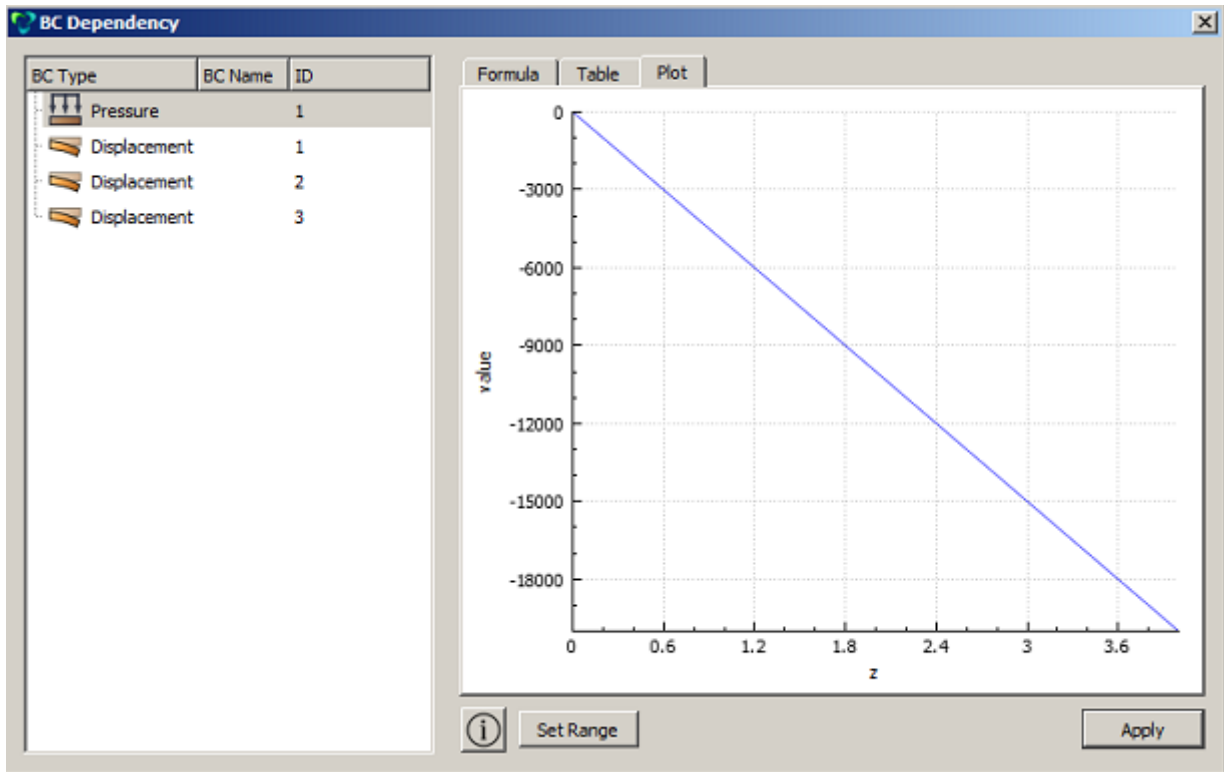 BC Dependency
BC Type BC Name ID
Pressure 1
Displacement 1
Displacement 2
Displacement 3
Formula Table Plot
0
-3000
-6000
-9000
-12000
-15000
-18000
value
0 0.6 1.2 1.8 2.4 3 3.6
z
Set Range Apply